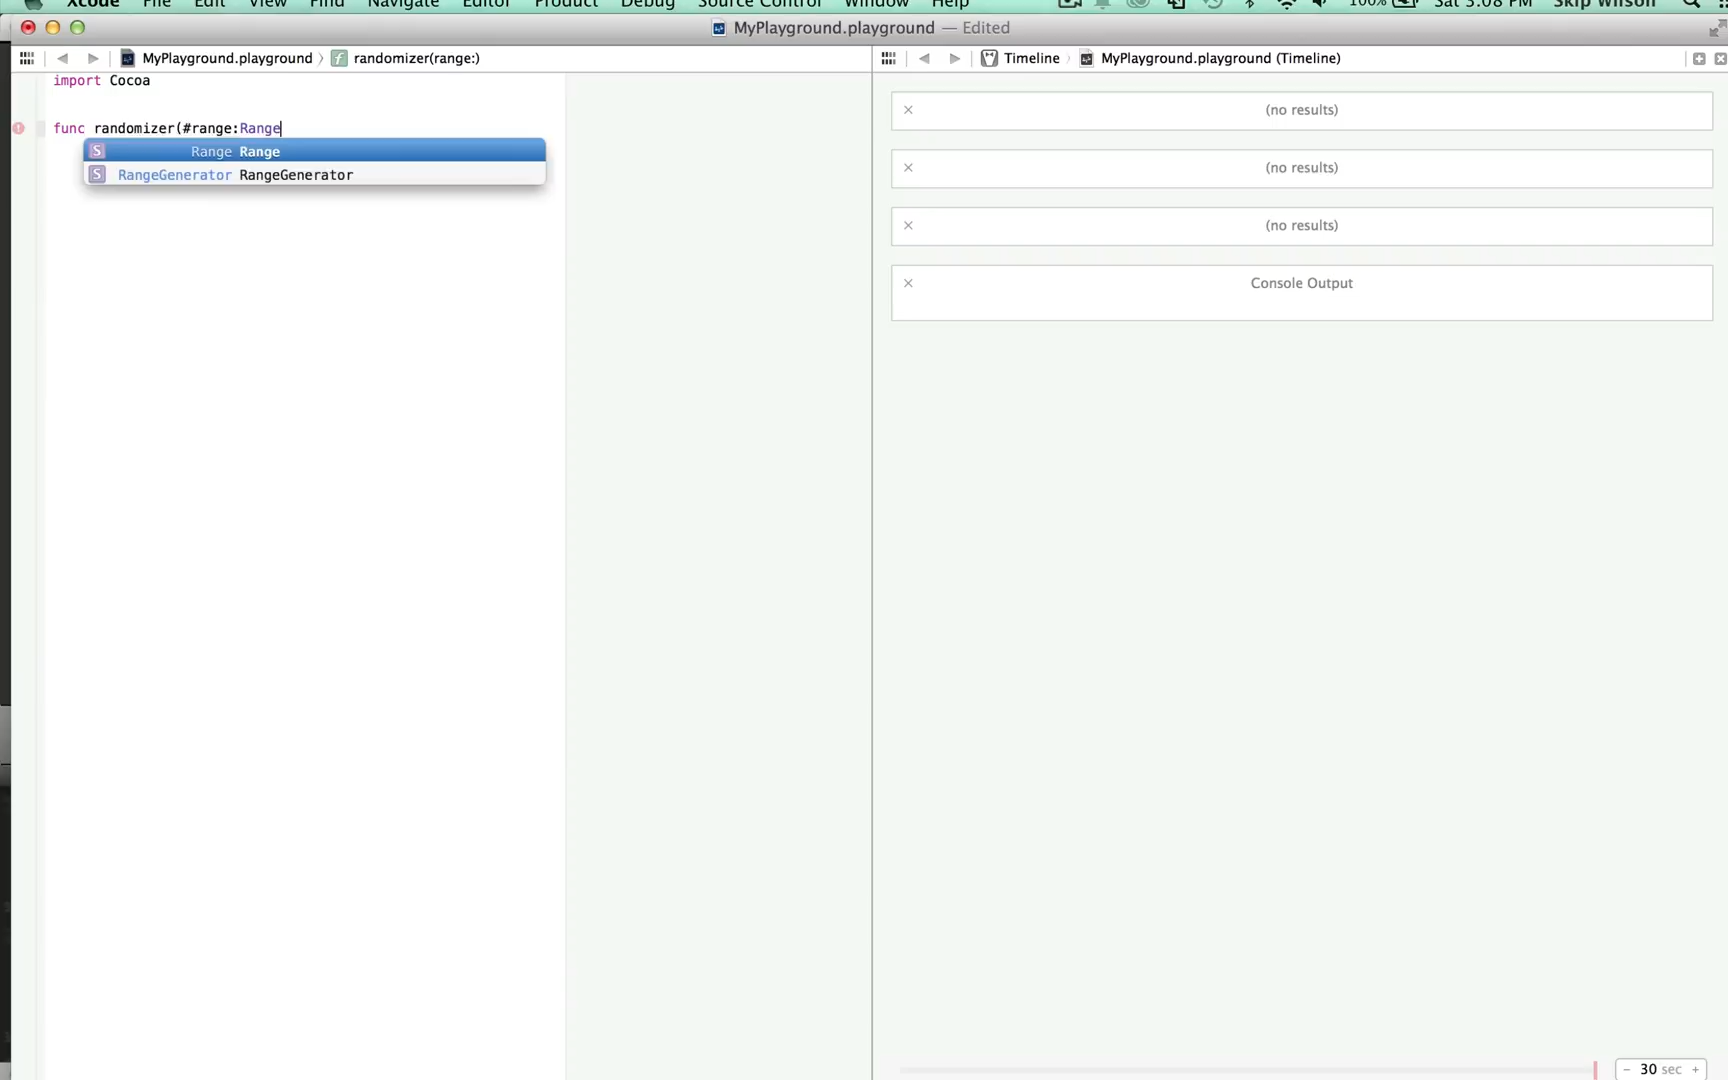 Xcode File Edit View Find Navigate Editor Product Debug Source Control Window Help 100% Sat 3:08 PM Skip Wilson
MyPlayground.playground — Edited
MyPlayground.playground 〉 randomizer(range:)
Timeline 〉 MyPlayground.playground (Timeline)
import Cocoa
func randomizer(#range:Range
S Range Range
S RangeGenerator RangeGenerator
(no results)
(no results)
(no results)
Console Output
− 30 sec +